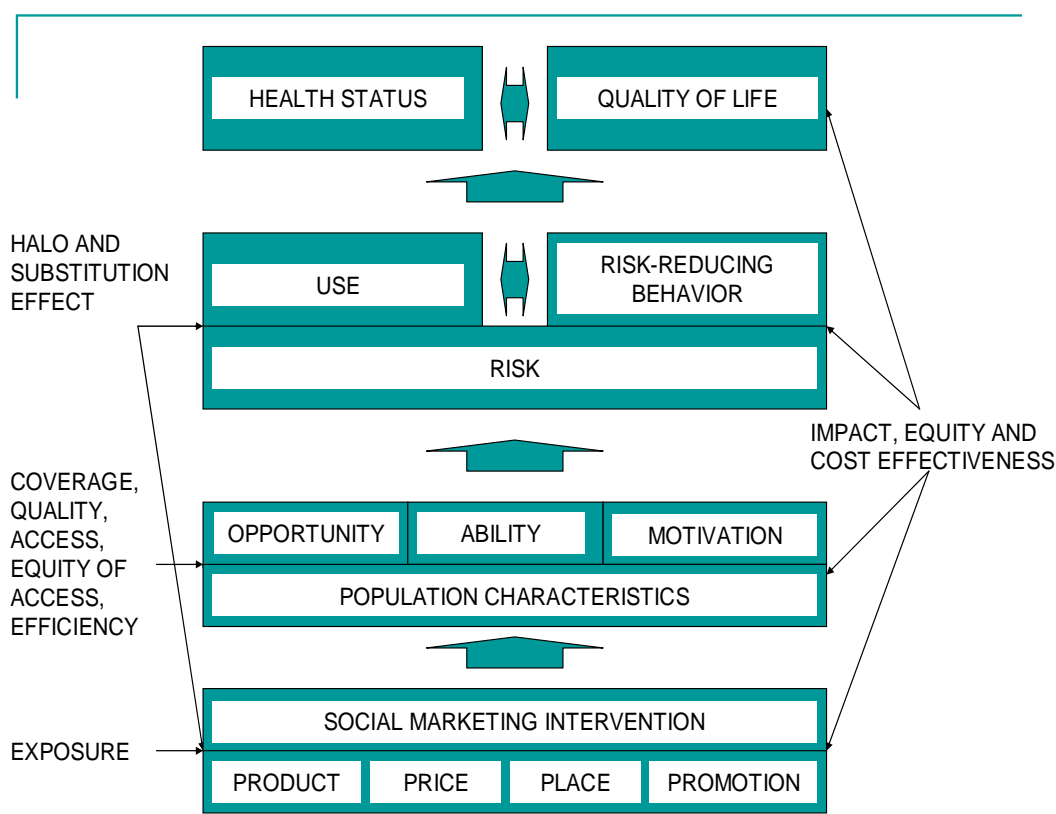 HEALTH STATUS
QUALITY OF LIFE
HALO AND
SUBSTITUTION
EFFECT
USE
RISK-REDUCING
BEHAVIOR
RISK
IMPACT, EQUITY AND
COST EFFECTIVENESS
COVERAGE,
QUALITY,
ACCESS,
EQUITY OF
ACCESS,
EFFICIENCY
OPPORTUNITY
ABILITY
MOTIVATION
POPULATION CHARACTERISTICS
SOCIAL MARKETING INTERVENTION
EXPOSURE
PRODUCT
PRICE
PLACE
PROMOTION